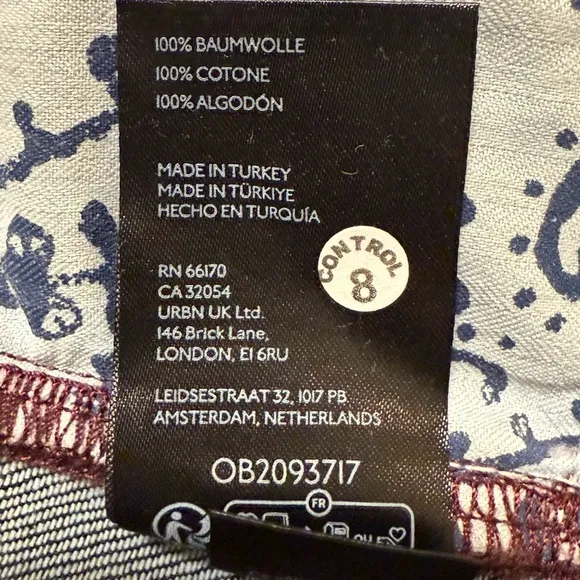 100% BAUMWOLLE
100% COTONE
100% ALGODÓN
MADE IN TURKEY
MADE IN TÜRKIYE
HECHO EN TURQUÍA
CONTROL
8
RN 66170
CA 32054
URBN UK Ltd.
146 Brick Lane,
LONDON, E1 6RU
LEIDSESTRAAT 32, 1017 PB
AMSTERDAM, NETHERLANDS
OB2093717
FR
OU